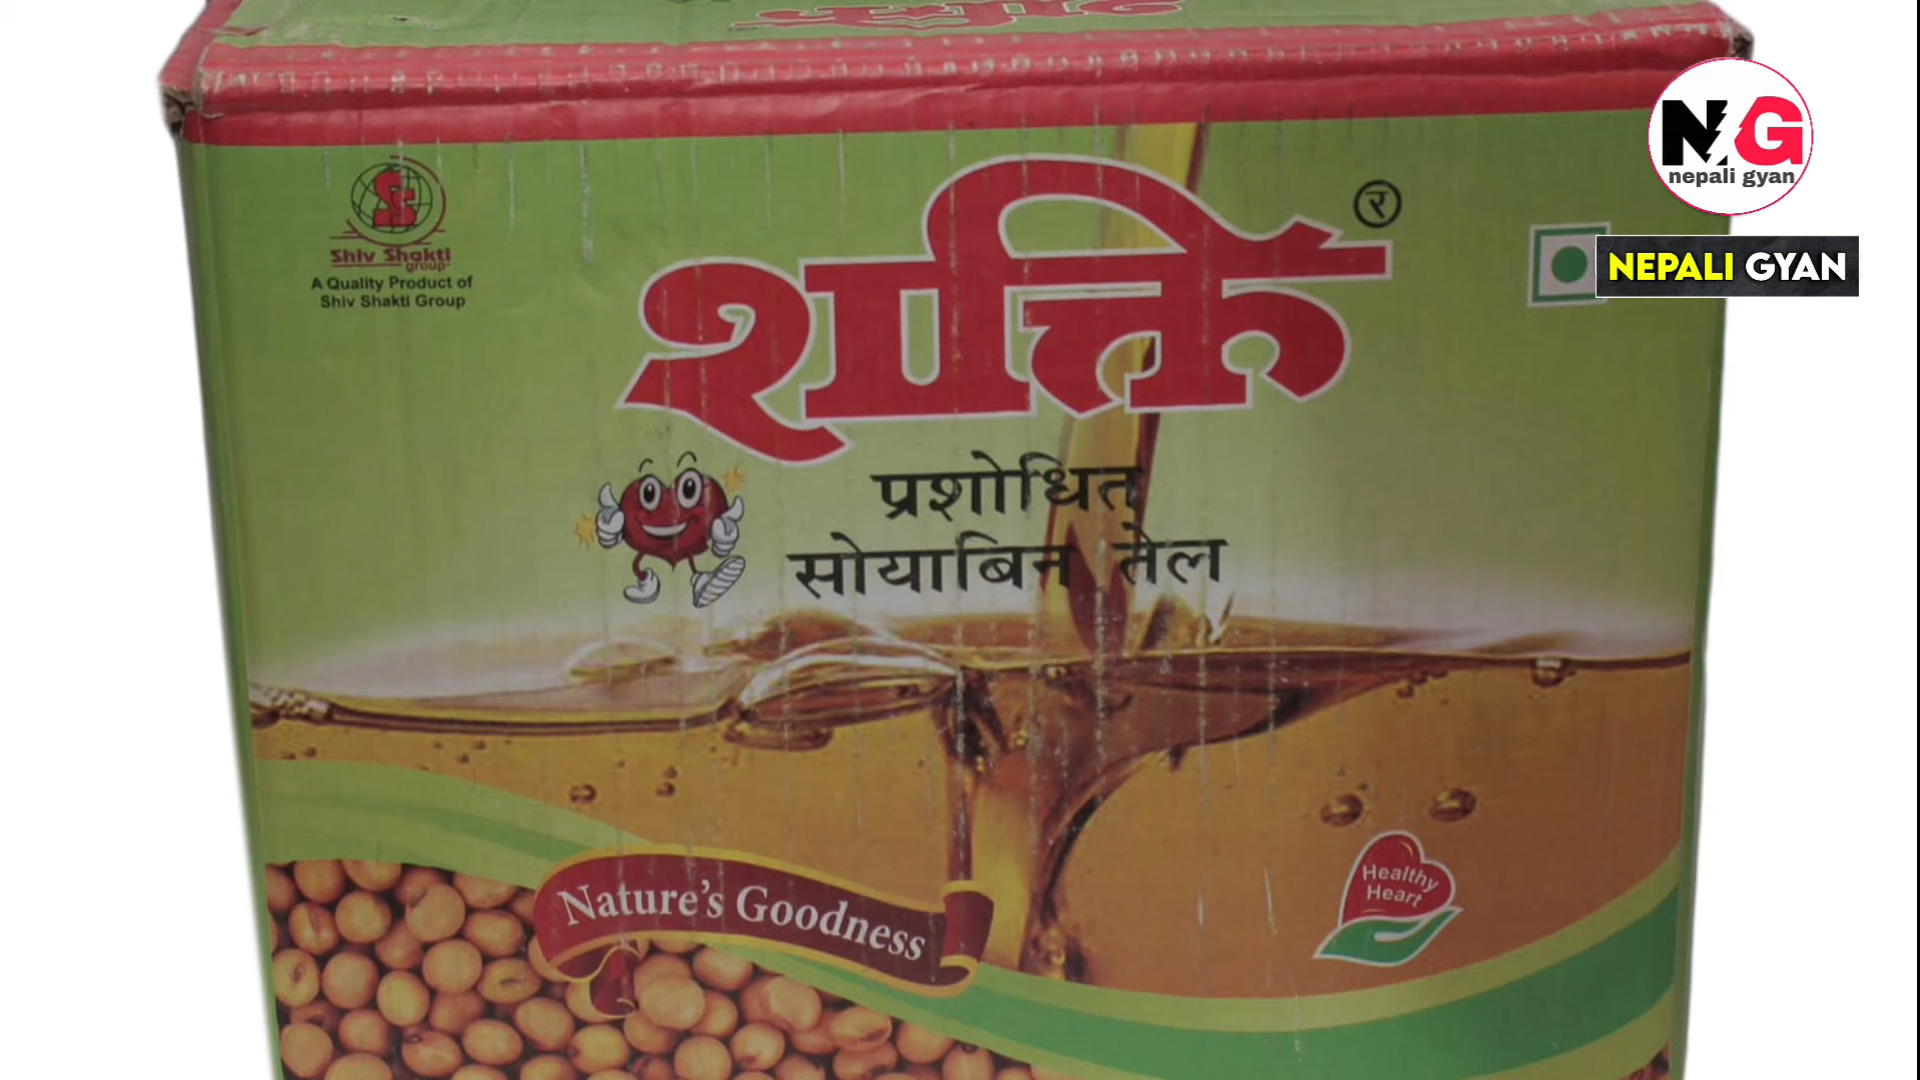 Shiv Shakti
group
A Quality Product of
Shiv Shakti Group
शक्ति
र
प्रशोधित
सोयाबिन तेल
Nature's Goodness
Healthy
Heart
NG
nepali gyan
NEPALI GYAN